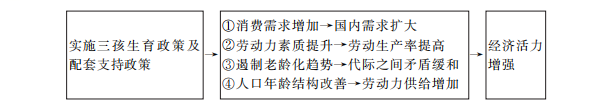 实施三孩生育政策及
配套支持政策
①消费需求增加→国内需求扩大
②劳动力素质提升→劳动生产率提高
③遏制老龄化趋势→代际之间矛盾缓和
④人口年龄结构改善→劳动力供给增加
经济活力
增强